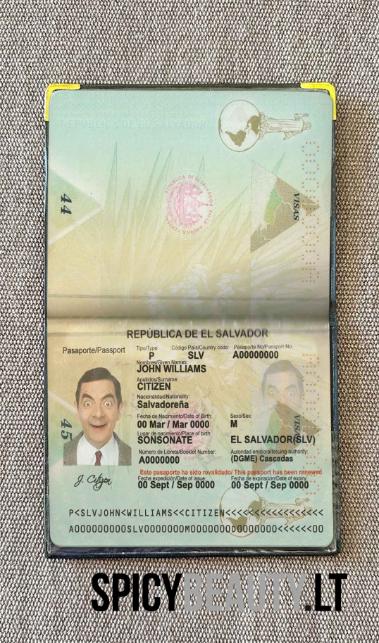 44
VISAS
REPÚBLICA DE EL SALVADOR
Pasaporte/Passport
Tipo/Type Código País/Country code Pasaporte No/Passport No.
P SLV A00000000
Nombres/Given Names
JOHN WILLIAMS
Apellidos/Surname
CITIZEN
Nacionalidad/Nationality
Salvadoreña
Fecha de Nacimiento/Date of Birth Sexo/Sex
00 Mar / Mar 0000 M
Lugar de nacimiento/Place of birth
SONSONATE EL SALVADOR(SLV)
Número de Libreta/Booklet Number Autoridad emisora/Issuing authority
A0000000 (DGME) Cascadas
Este pasaporte ha sido revalidado/ This passport has been renewed
Fecha expedición/Date of issue Fecha de expiración/Date of expiry
00 Sept / Sep 0000 00 Sept / Sep 0000
45
VISAS
J. Citizen
P<SLVJOHN<WILLIAMS<<CITIZEN<<<<<<<<<<<<<<<<<
SPICYBEAUTY.LT